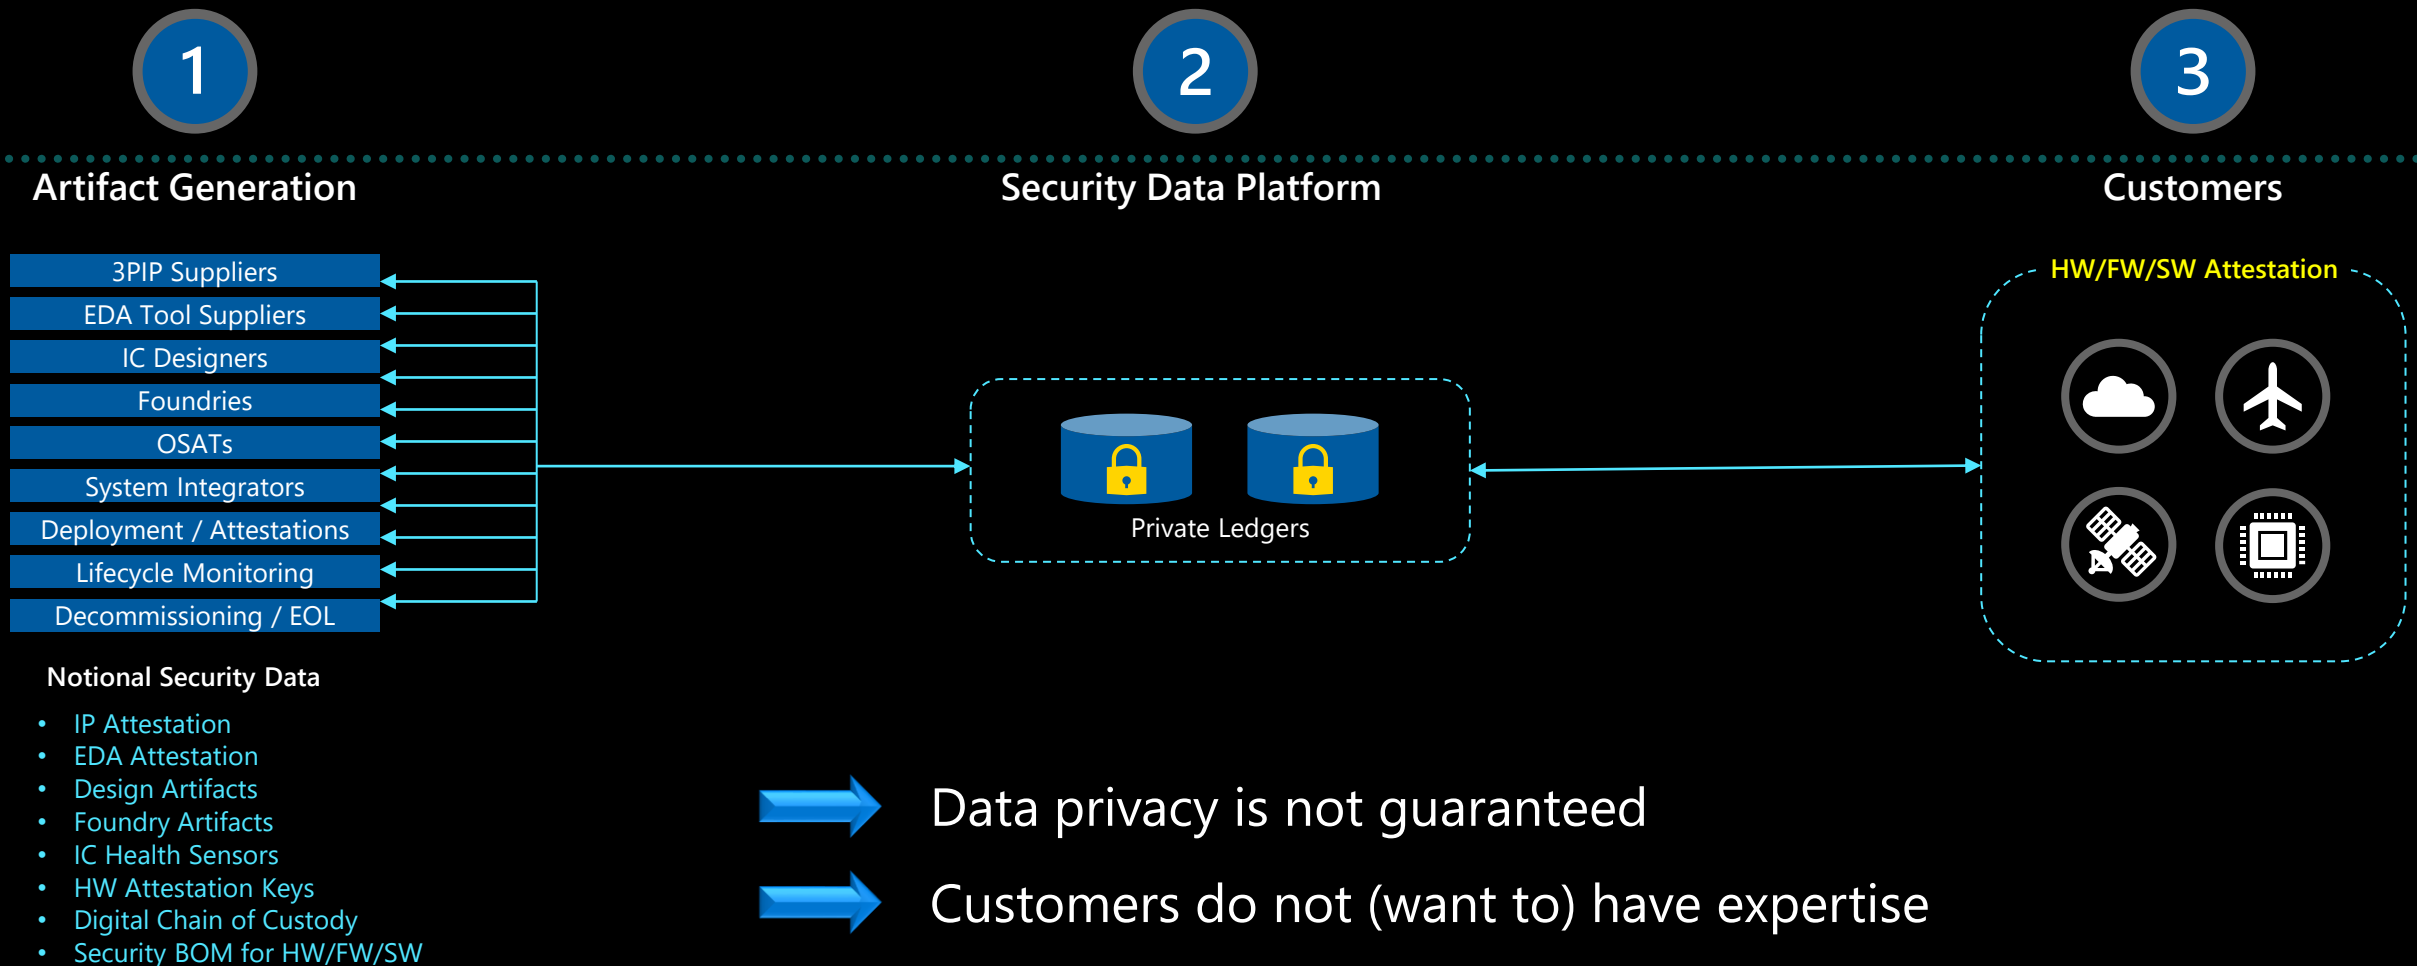 1
2
3
Artifact Generation
Security Data Platform
Customers
3PIP Suppliers
EDA Tool Suppliers
IC Designers
Foundries
OSATs
System Integrators
Deployment / Attestations
Lifecycle Monitoring
Decommissioning / EOL
Notional Security Data
• IP Attestation
• EDA Attestation
• Design Artifacts
• Foundry Artifacts
• IC Health Sensors
• HW Attestation Keys
• Digital Chain of Custody
• Security BOM for HW/FW/SW
Private Ledgers
HW/FW/SW Attestation
Data privacy is not guaranteed
Customers do not (want to) have expertise